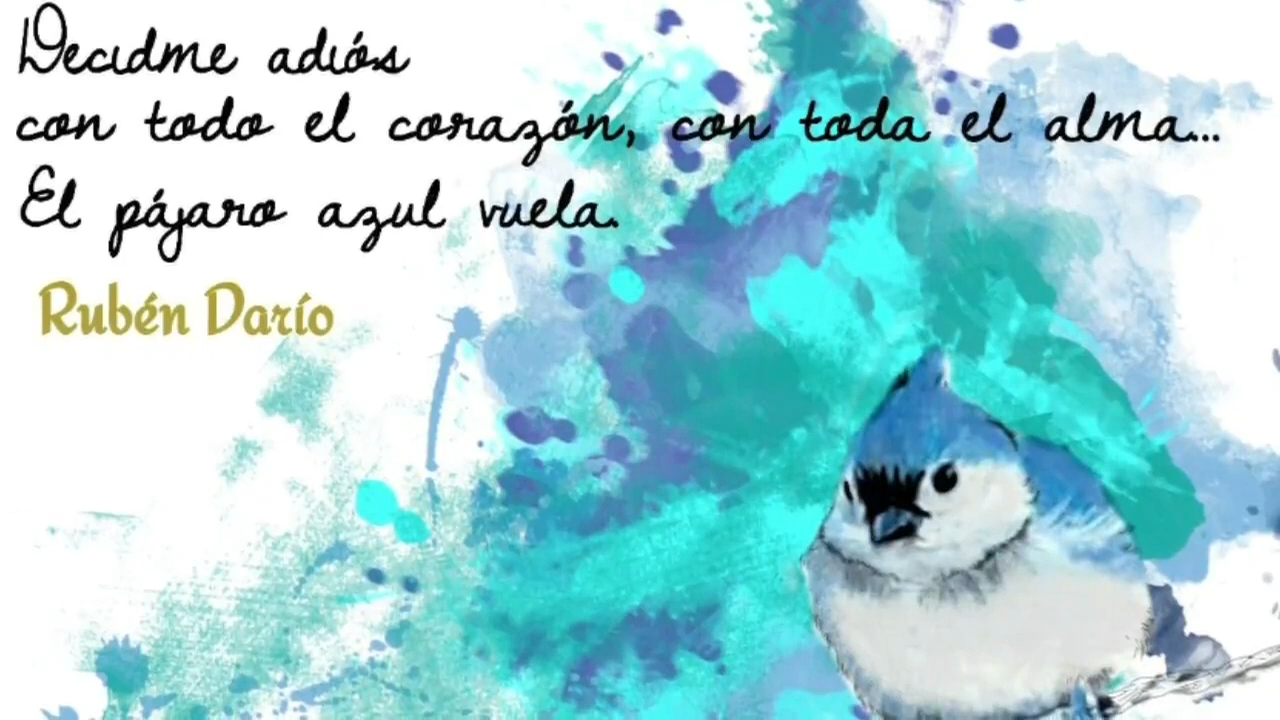 Decidme adiós
con todo el corazón, con toda el alma...
El pájaro azul vuela.
Rubén Darío